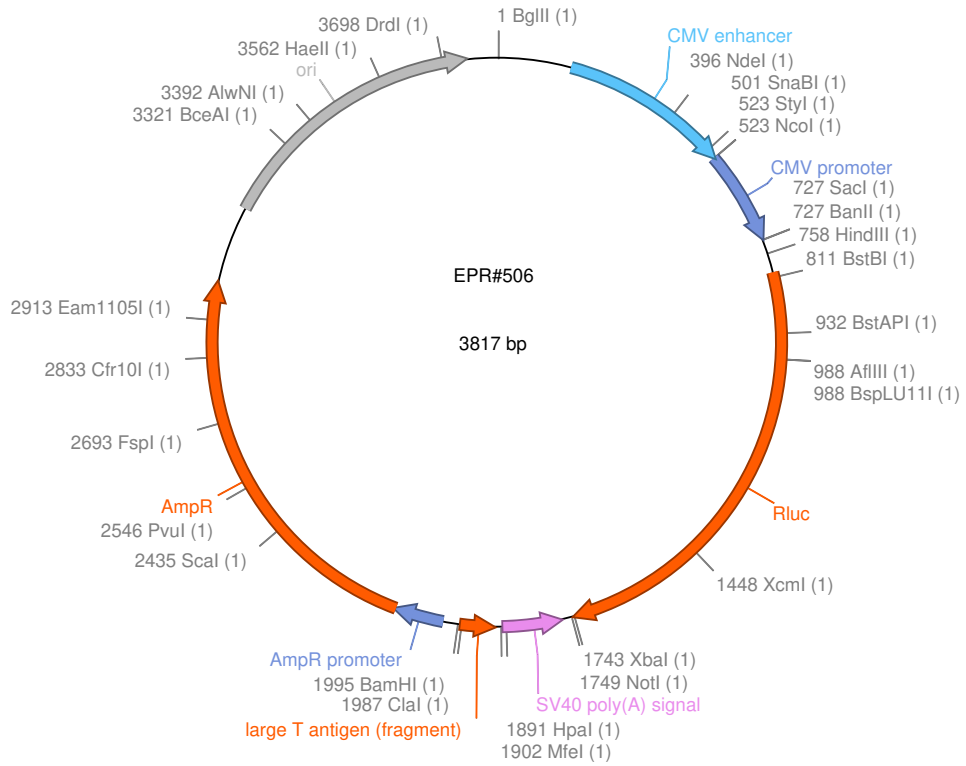 3698 DrdI (1)
1 BglII (1)
CMV enhancer
3562 HaeII (1)
396 NdeI (1)
ori
501 SnaBI (1)
3392 AlwNI (1)
523 StyI (1)
3321 BceAI (1)
523 NcoI (1)
CMV promoter
727 SacI (1)
727 BanII (1)
758 HindIII (1)
811 BstBI (1)
EPR#506
2913 Eam1105I (1)
932 BstAPI (1)
3817 bp
2833 Cfr10I (1)
988 AflIII (1)
988 BspLU11I (1)
2693 FspI (1)
AmpR
Rluc
2546 PvuI (1)
2435 ScaI (1)
1448 XcmI (1)
AmpR promoter
1743 XbaI (1)
1995 BamHI (1)
1749 NotI (1)
1987 ClaI (1)
SV40 poly(A) signal
large T antigen (fragment)
1891 HpaI (1)
1902 MfeI (1)